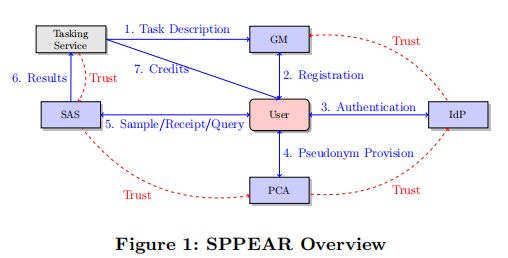 1. Task Description
Tasking
Service
GM
Trust
7. Credits
6. Results
Trust
2. Registration
SAS
User
3. Authentication
IdP
5. Sample/Receipt/Query
4. Pseudonym Provision
PCA
Trust
Trust
Figure 1: SPPEAR Overview